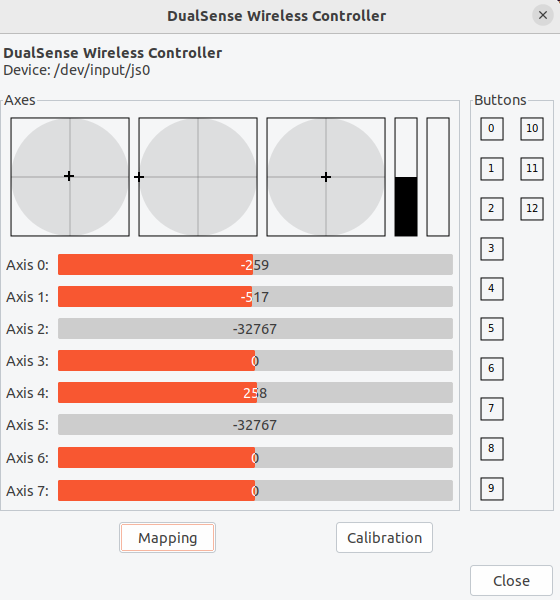 DualSense Wireless Controller
DualSense Wireless Controller
Device: /dev/input/js0
Axes
Axis 0: -259
Axis 1: -517
Axis 2: -32767
Axis 3: 0
Axis 4: 258
Axis 5: -32767
Axis 6: 0
Axis 7: 0
Buttons
0 10
1 11
2 12
3
4
5
6
7
8
9
Mapping
Calibration
Close